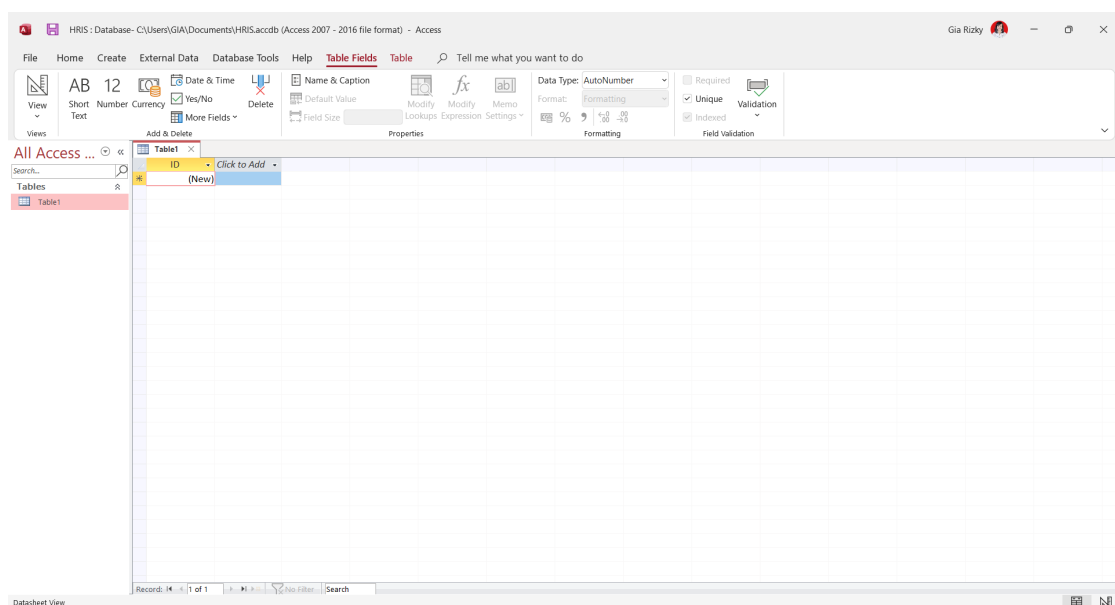 HRIS : Database- C:\Users\GIA\Documents\HRIS.accdb (Access 2007 - 2016 file format) - Access
Gia Rizky
File Home Create External Data Database Tools Help Table Fields Table Tell me what you want to do
View
Views
AB
Short Text
12
Number
Currency
Date & Time
Yes/No
More Fields
Delete
Add & Delete
Name & Caption
Default Value
Field Size
Modify Lookups
fx
Modify Expression
ab
Memo Settings
Properties
Data Type: AutoNumber
Format: Formatting
%
Formatting
Required
Unique
Indexed
Validation
Field Validation
All Access ...
Search...
Tables
Table1
Table1
ID Click to Add
(New)
Record: 1 of 1 No Filter Search
Datasheet View